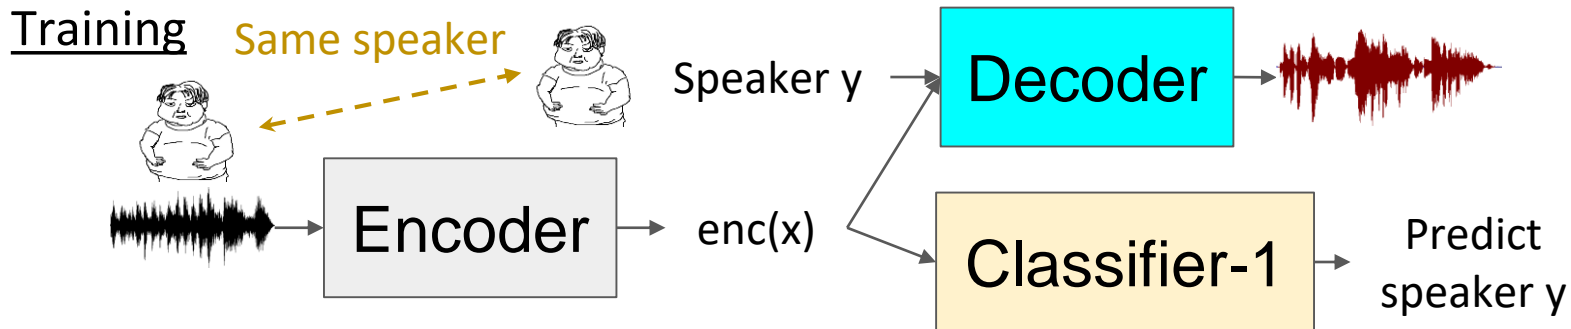 Training
Same speaker
Speaker y
Decoder
Encoder
enc(x)
Classifier-1
Predict
speaker y